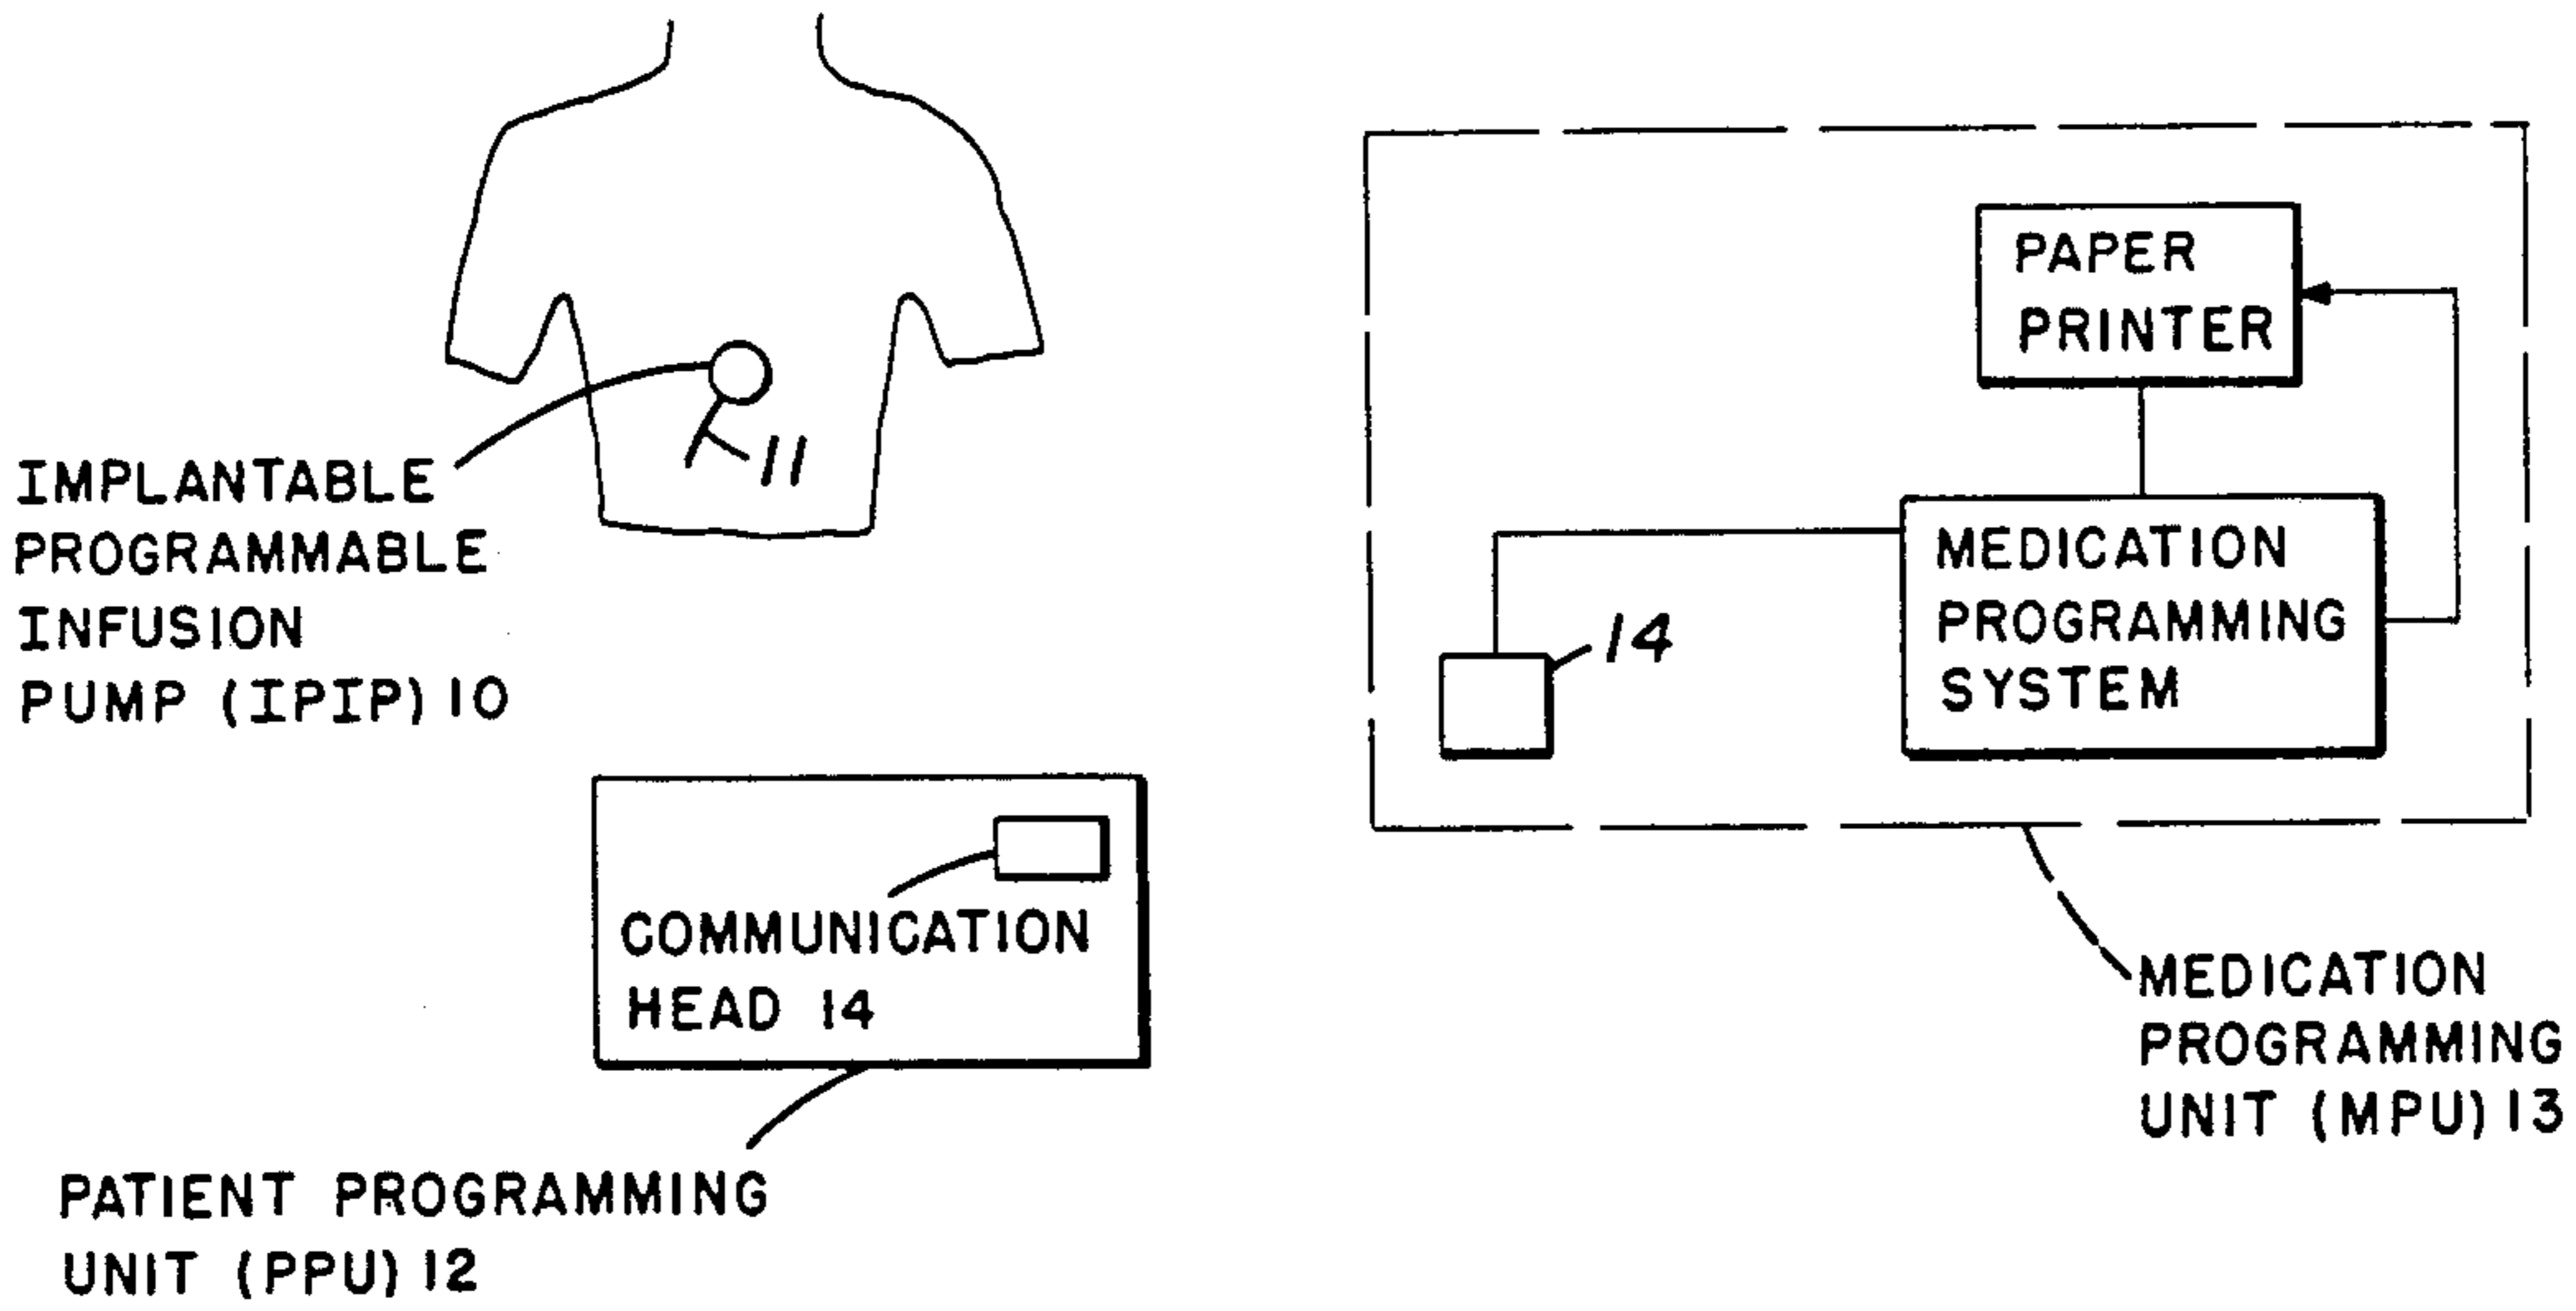 IMPLANTABLE
PROGRAMMABLE
INFUSION
PUMP (IPIP) 10
11
PAPER
PRINTER
MEDICATION
PROGRAMMING
SYSTEM
14
MEDICATION
PROGRAMMING
UNIT (MPU) 13
COMMUNICATION
HEAD 14
PATIENT PROGRAMMING
UNIT (PPU) 12